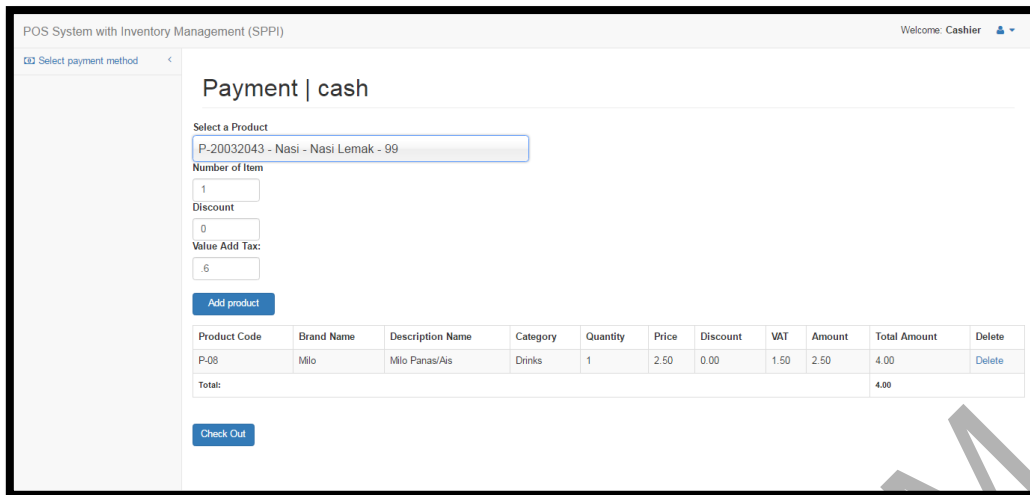 POS System with Inventory Management (SPPI) Welcome: Cashier
Select payment method
Payment | cash
Select a Product
P-20032043 - Nasi - Nasi Lemak - 99
Number of Item
1
Discount
0
Value Add Tax:
.6
Add product
Product Code Brand Name Description Name Category Quantity Price Discount VAT Amount Total Amount Delete
P-08 Milo Milo Panas/Ais Drinks 1 2.50 0.00 1.50 2.50 4.00 Delete
Total: 4.00
Check Out